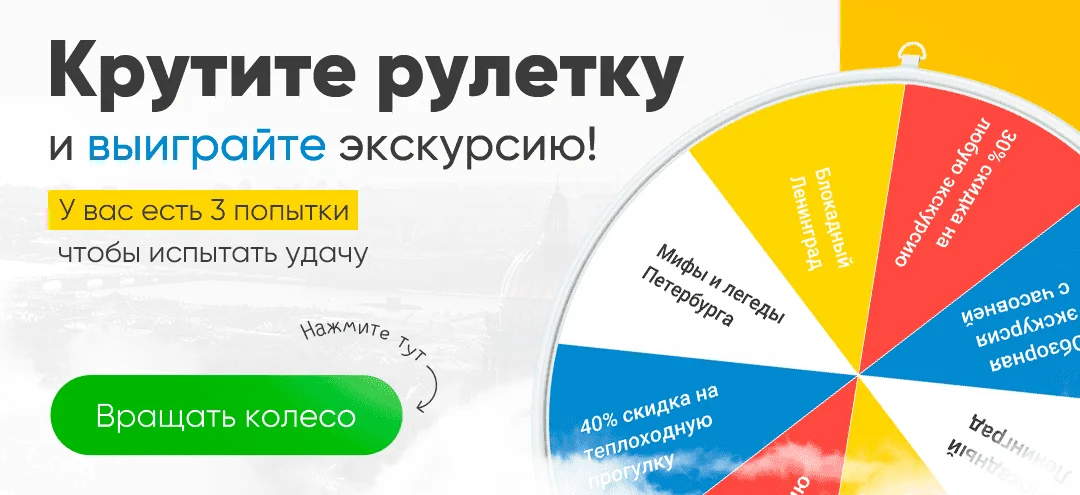 Крутите рулетку
и выиграйте экскурсию!
У вас есть 3 попытки
чтобы испытать удачу
Нажмите тут
Вращать колесо
40% скидка на
теплоходную
прогулку
Мифы и легеды
Петербурга
Блокадный
Ленинград
30% скидка на
любую экскурсию
Обзорная
экскурсия
с часовней